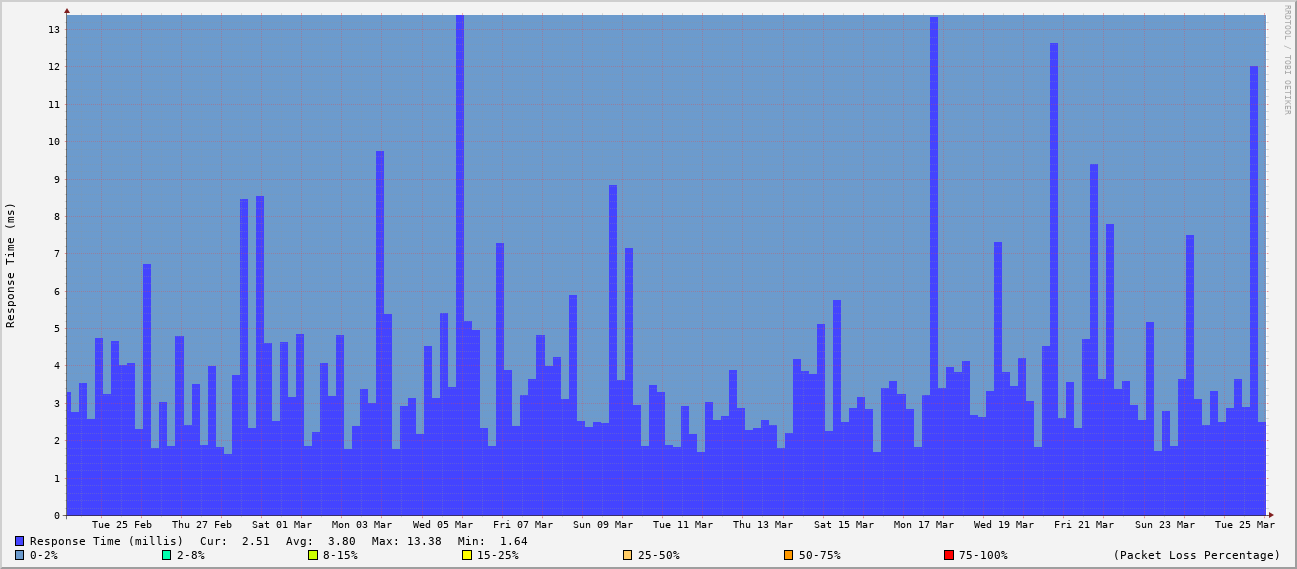 RRDTOOL / TOBI OETIKER
Response Time (ms)
13
12
11
10
9
8
7
6
5
4
3
2
1
0
Tue 25 Feb Thu 27 Feb Sat 01 Mar Mon 03 Mar Wed 05 Mar Fri 07 Mar Sun 09 Mar Tue 11 Mar Thu 13 Mar Sat 15 Mar Mon 17 Mar Wed 19 Mar Fri 21 Mar Sun 23 Mar Tue 25 Mar
Response Time (millis) Cur: 2.51 Avg: 3.80 Max: 13.38 Min: 1.64
0-2% 2-8% 8-15% 15-25% 25-50% 50-75% 75-100% (Packet Loss Percentage)